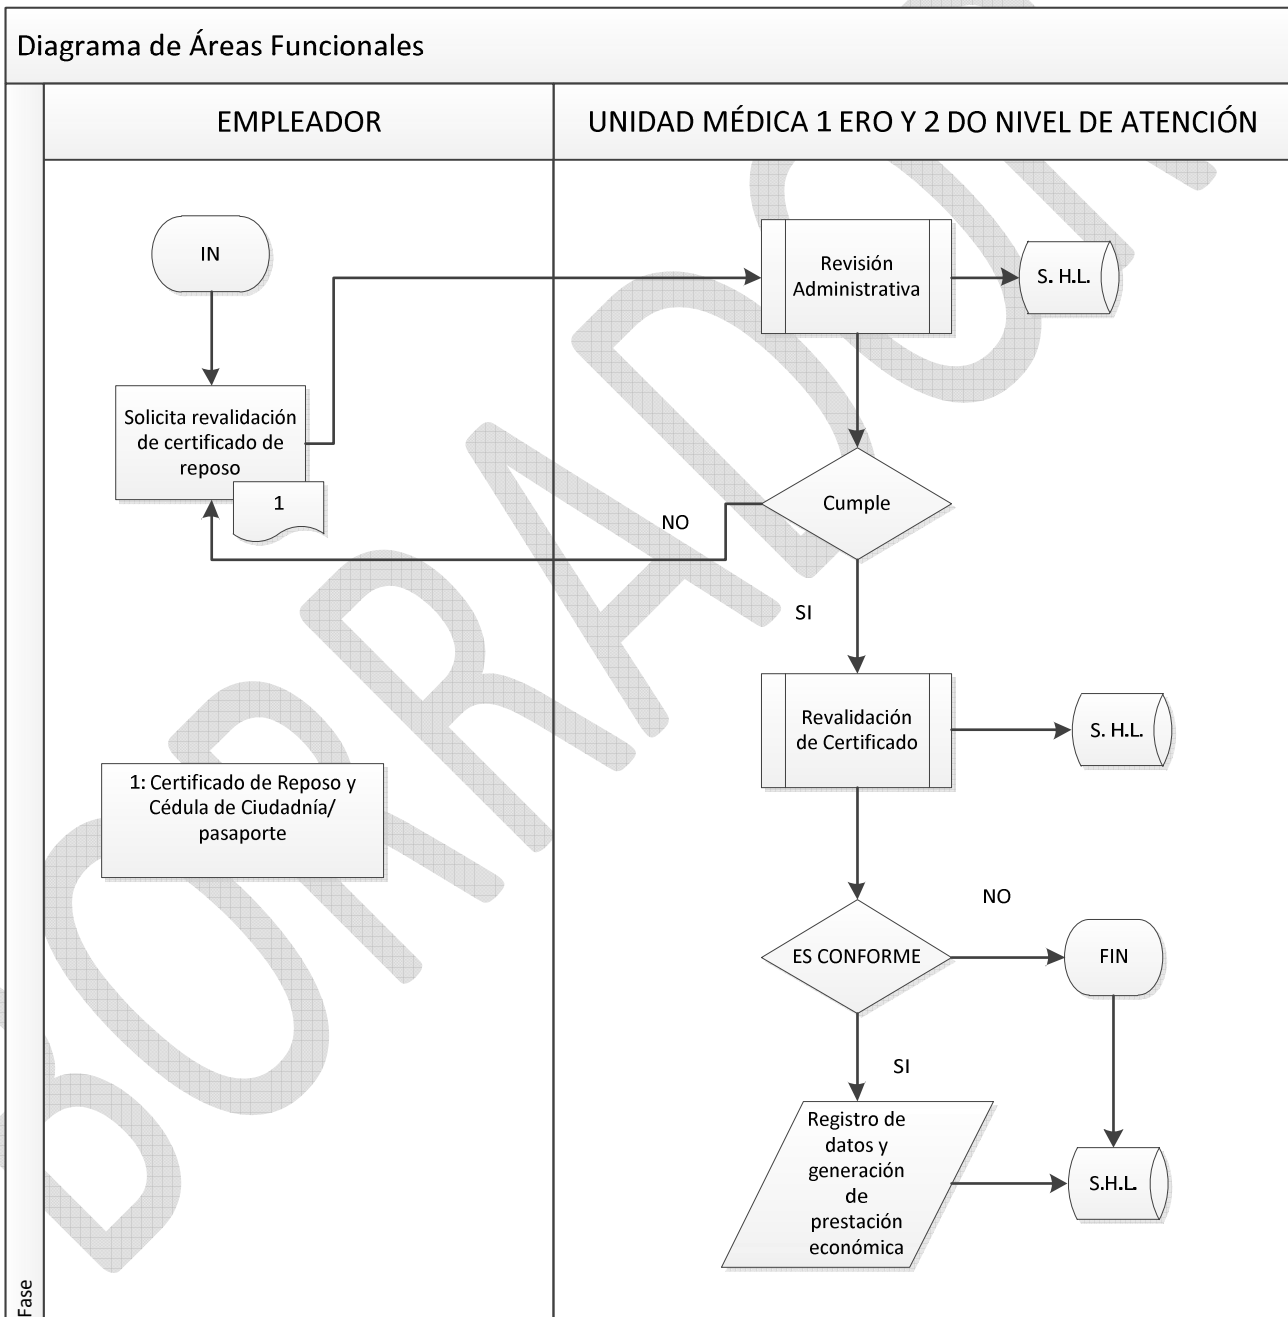 Diagrama de Áreas Funcionales
EMPLEADOR
UNIDAD MÉDICA 1 ERO Y 2 DO NIVEL DE ATENCIÓN
IN
Revisión
Administrativa
S. H.L.
Solicita revalidación
de certificado de
reposo
1
Cumple
NO
SI
Revalidación
de Certificado
S. H.L.
1: Certificado de Reposo y
Cédula de Ciudadnía/
pasaporte
NO
ES CONFORME
FIN
SI
Registro de
datos y
generación
de
prestación
económica
S.H.L.
Fase
BORRADOR